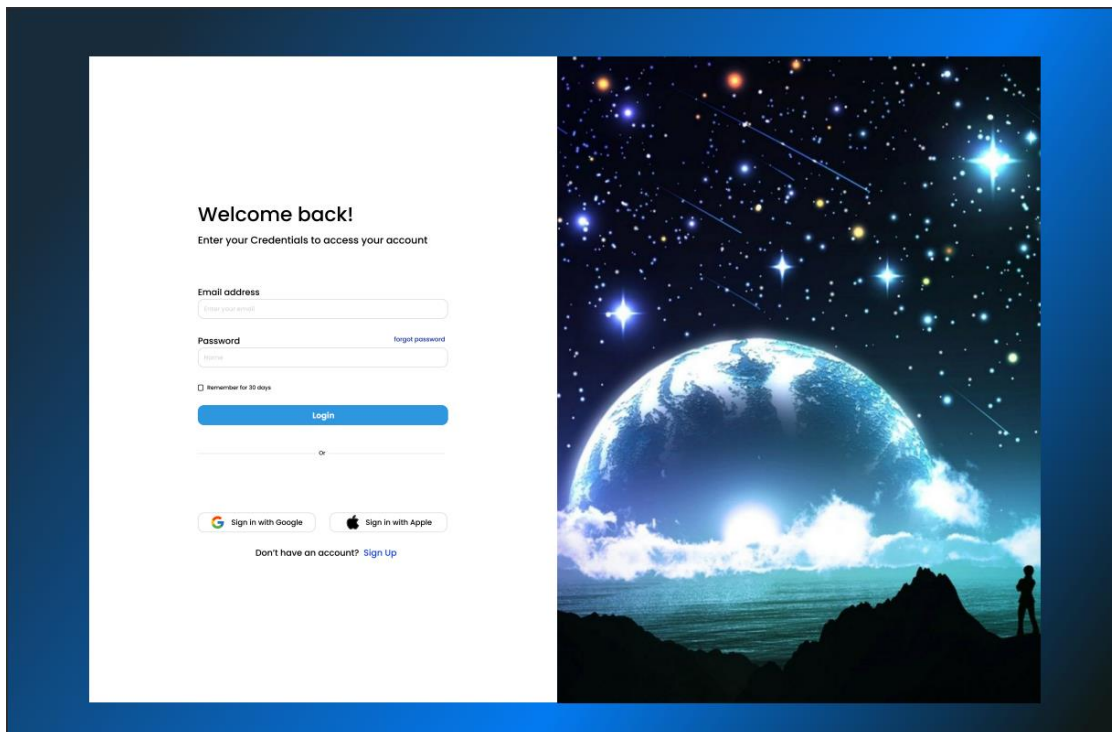 Welcome back!
Enter your Credentials to access your account
Email address
Enter your email
Password
forgot password
Name
Remember for 30 days
Login
Or
Sign in with Google
Sign in with Apple
Don't have an account? Sign Up